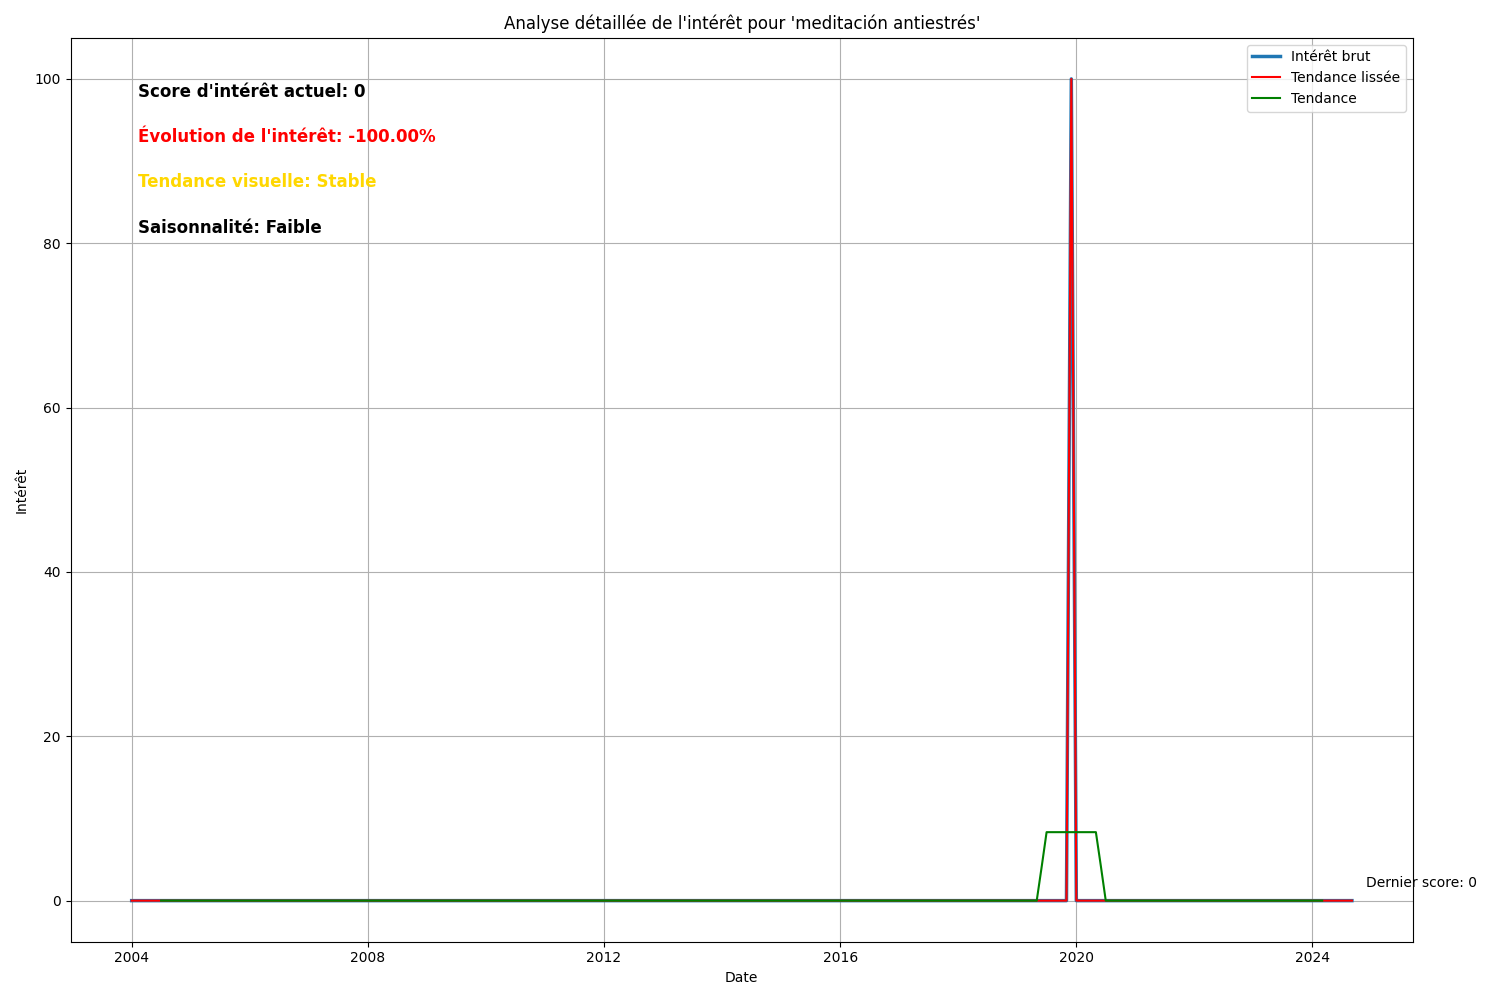 Analyse détaillée de l'intérêt pour 'meditación antiestrés'
Intérêt brut
Tendance lissée
Tendance
Score d'intérêt actuel: 0
Évolution de l'intérêt: -100.00%
Tendance visuelle: Stable
Saisonnalité: Faible
100
80
60
40
20
0
Intérêt
Dernier score: 0
2004
2008
2012
2016
2020
2024
Date